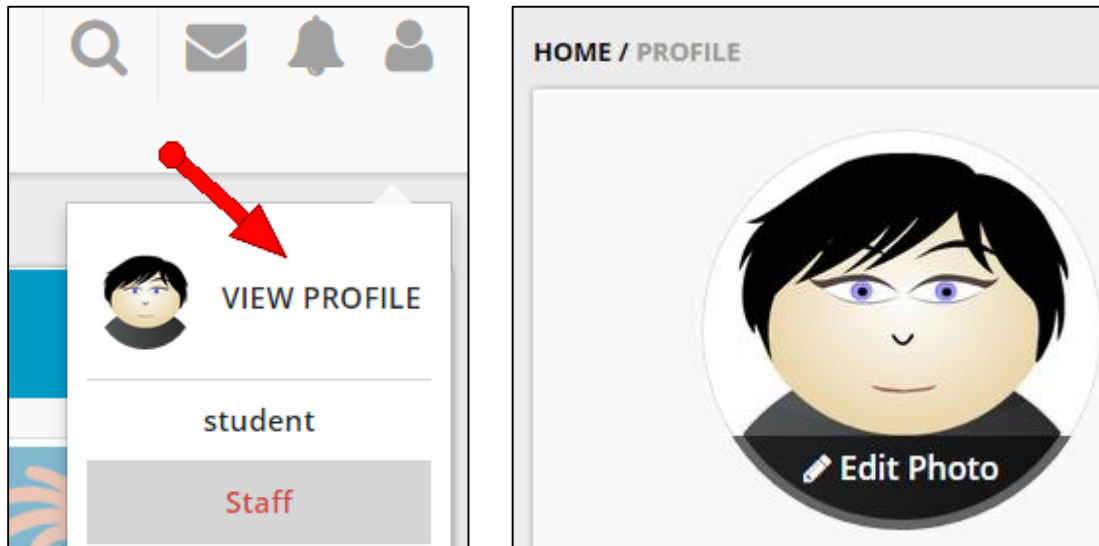 VIEW PROFILE
student
Staff
HOME / PROFILE
Edit Photo